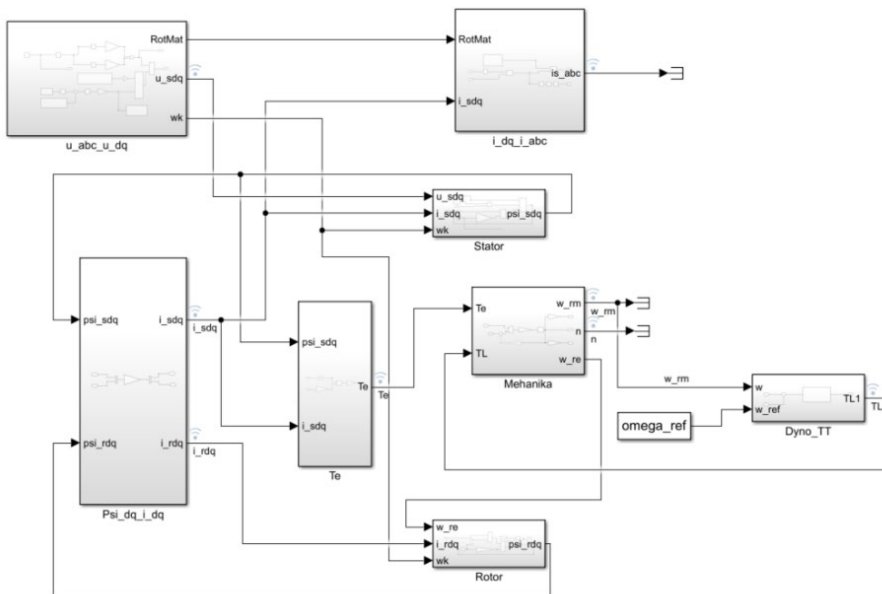 RotMat
u_sdq
wk
u_abc_u_dq
RotMat
i_sdq
is_abc
i_dq_i_abc
u_sdq
i_sdq
wk
psi_sdq
Stator
psi_sdq
psi_rdq
i_sdq
i_sdq
i_rdq
i_rdq
Psi_dq_i_dq
psi_sdq
i_sdq
Te
Te
Te
Te
TL
w_rm
w_rm
n
n
w_re
Mehanika
w_rm
omega_ref
w
w_ref
TL1
TL
Dyno_TT
w_re
i_rdq
wk
psi_rdq
Rotor